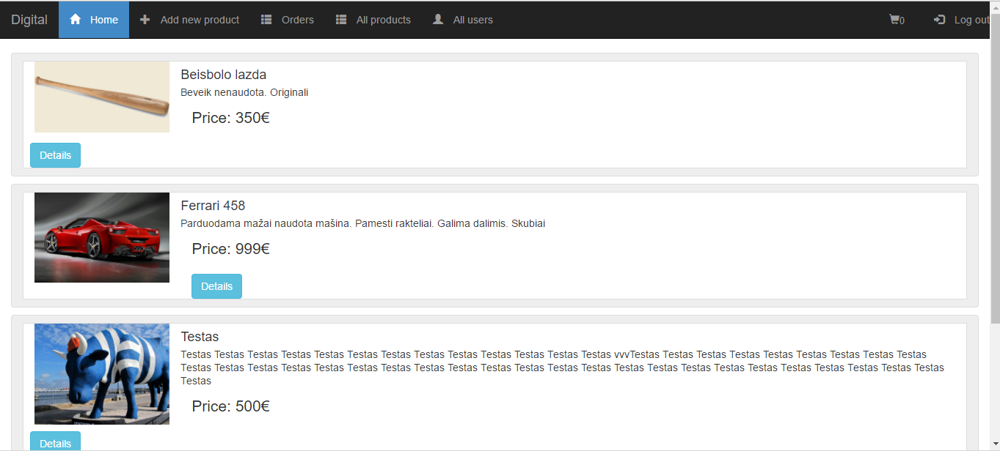 Digital Home Add new product Orders All products All users 0 Log out
Beisbolo lazda
Beveik nenaudota. Originali
Price: 350€
Details
Ferrari 458
Parduodama mažai naudota mašina. Pamesti rakteliai. Galima dalimis. Skubiai
Price: 999€
Details
Testas
Testas Testas Testas Testas Testas Testas Testas Testas Testas Testas Testas Testas Testas vvvTestas Testas Testas Testas Testas Testas Testas Testas Testas
Testas Testas Testas Testas Testas Testas Testas Testas Testas Testas Testas Testas Testas Testas Testas Testas Testas Testas Testas Testas Testas Testas Testas
Testas
Price: 500€
Details